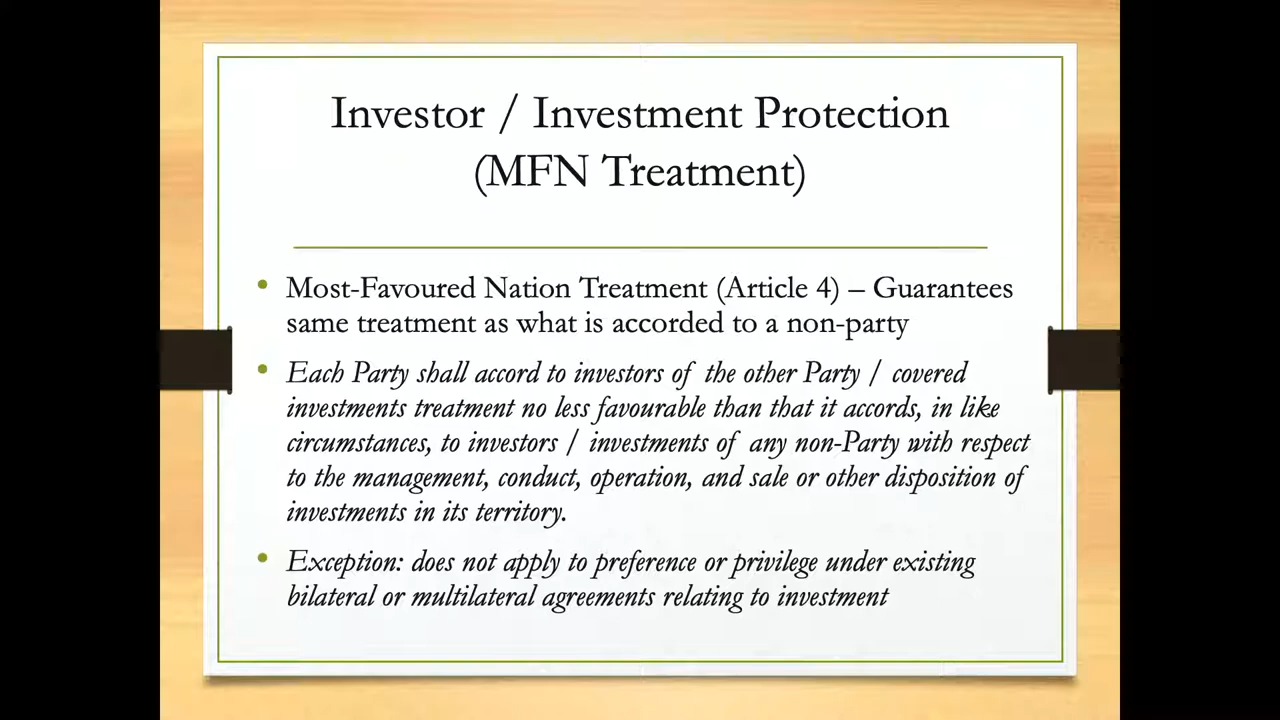 Investor / Investment Protection
(MFN Treatment)
• Most-Favoured Nation Treatment (Article 4) – Guarantees
same treatment as what is accorded to a non-party
• Each Party shall accord to investors of the other Party / covered
investments treatment no less favourable than that it accords, in like
circumstances, to investors / investments of any non-Party with respect
to the management, conduct, operation, and sale or other disposition of
investments in its territory.
• Exception: does not apply to preference or privilege under existing
bilateral or multilateral agreements relating to investment